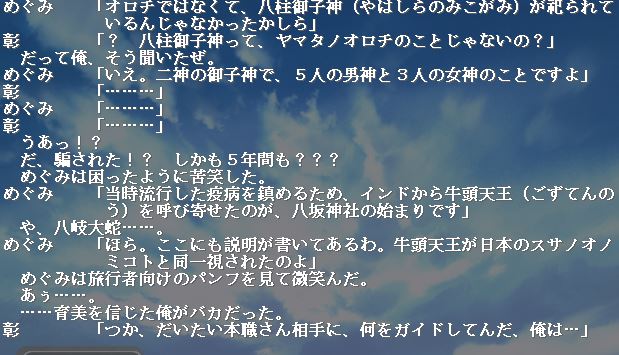 めぐみ　「オロチではなくて、八柱御子神（やはしらのみこがみ）が祀られて
いるんじゃなかったかしら」
彰　「？　八柱御子神って、ヤマタノオロチのことじゃないの？」
だって俺、そう聞いたぜ。
めぐみ　「いえ。二神の御子神で、５人の男神と３人の女神のことですよ」
彰　「………」
めぐみ　「………」
彰　「………」
うあっ！？
だ、騙された！？　しかも５年間も？？？
めぐみは困ったように苦笑した。
めぐみ　「当時流行した疫病を鎮めるため、インドから牛頭天王（ごずてんの
う）を呼び寄せたのが、八坂神社の始まりです」
や、八岐大蛇……。
めぐみ　「ほら。ここにも説明が書いてあるわ。牛頭天王が日本のスサノオノ
ミコトと同一視されたのよ」
めぐみは旅行者向けのパンフを見て微笑んだ。
あぅ……。
……育美を信じた俺がバカだった。
彰　「つか、だいたい本職さん相手に、何をガイドしてんだ、俺は…」